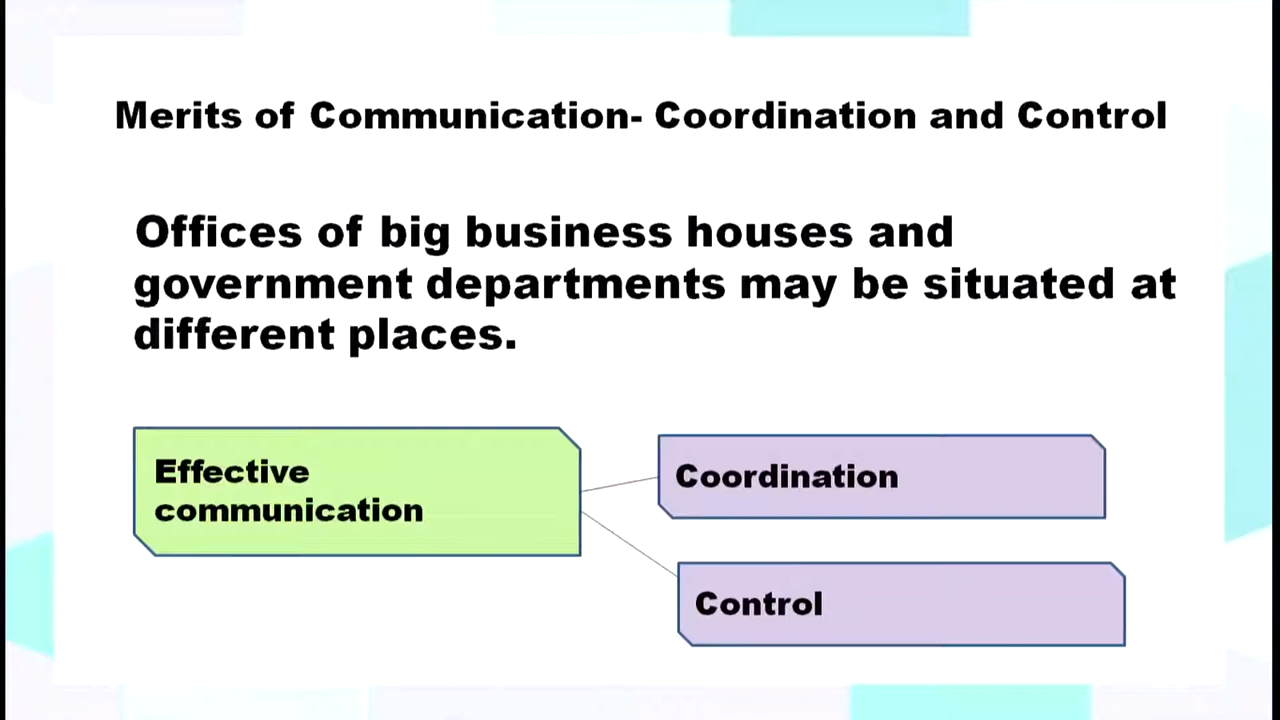 Merits of Communication- Coordination and Control
Offices of big business houses and
government departments may be situated at
different places.
Effective
communication
Coordination
Control